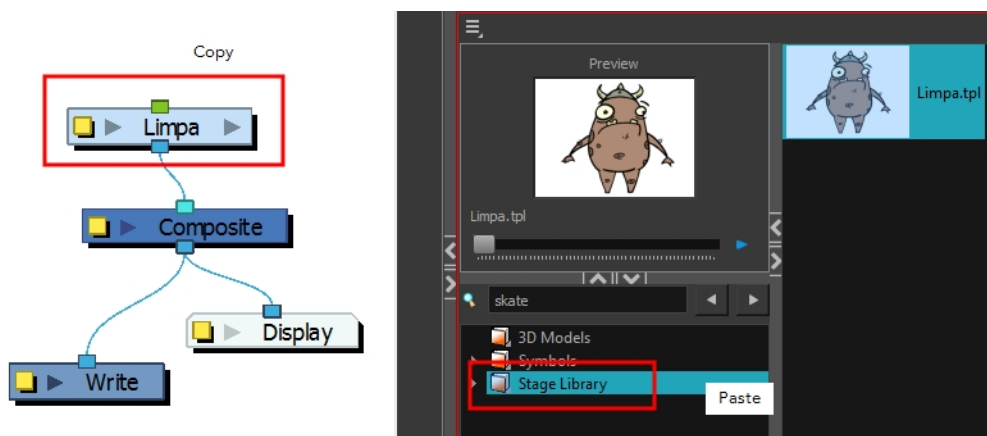 Copy
Limpa
Composite
Display
Write
Preview
Limpa.tpl
Limpa.tpl
skate
3D Models
Symbols
Stage Library
Paste